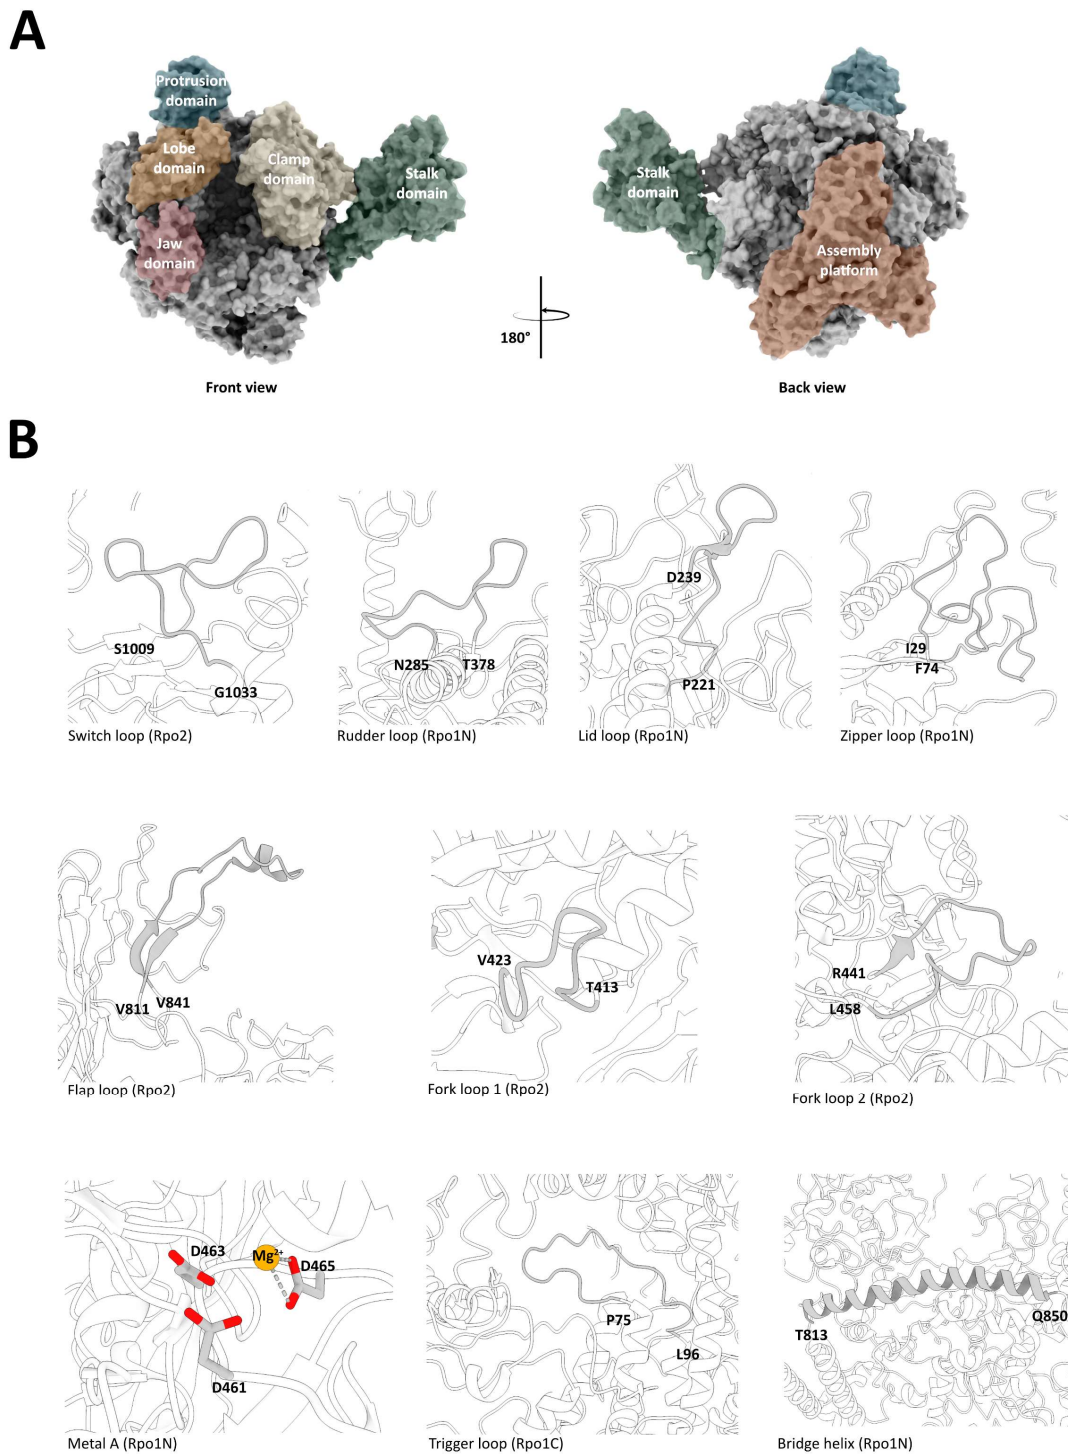 A
Protrusion
domain
Lobe
domain
Clamp
domain
Stalk
domain
Jaw
domain
Stalk
domain
Assembly
platform
180°
Front view
Back view
B
S1009
G1033
Switch loop (Rpo2)
N285
T378
Rudder loop (Rpo1N)
D239
P221
Lid loop (Rpo1N)
I29
F74
Zipper loop (Rpo1N)
V811
V841
Flap loop (Rpo2)
V423
T413
Fork loop 1 (Rpo2)
R441
L458
Fork loop 2 (Rpo2)
D463
Mg²⁺
D465
D461
Metal A (Rpo1N)
P75
L96
Trigger loop (Rpo1C)
T813
Q850
Bridge helix (Rpo1N)